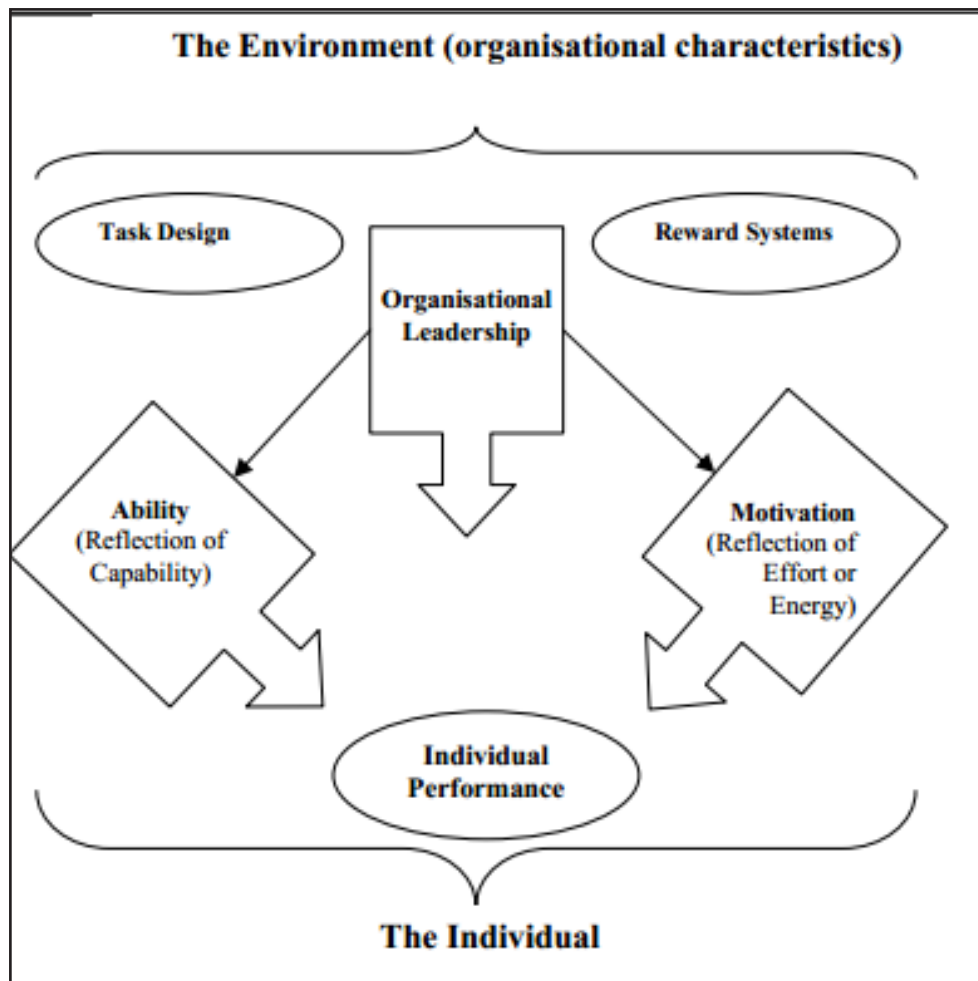 The Environment (organisational characteristics)
Task Design
Reward Systems
Organisational
Leadership
Ability
(Reflection of
Capability)
Motivation
(Reflection of
Effort or
Energy)
Individual
Performance
The Individual